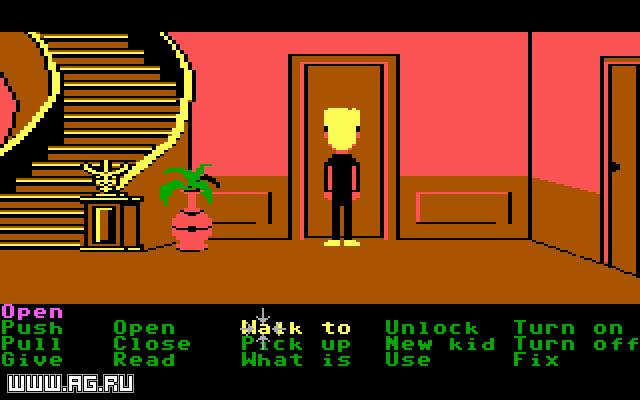 Open
Push Open Walk to Unlock Turn on
Pull Close Pick up New kid Turn off
Give Read What is Use Fix
WWW.AG.RU